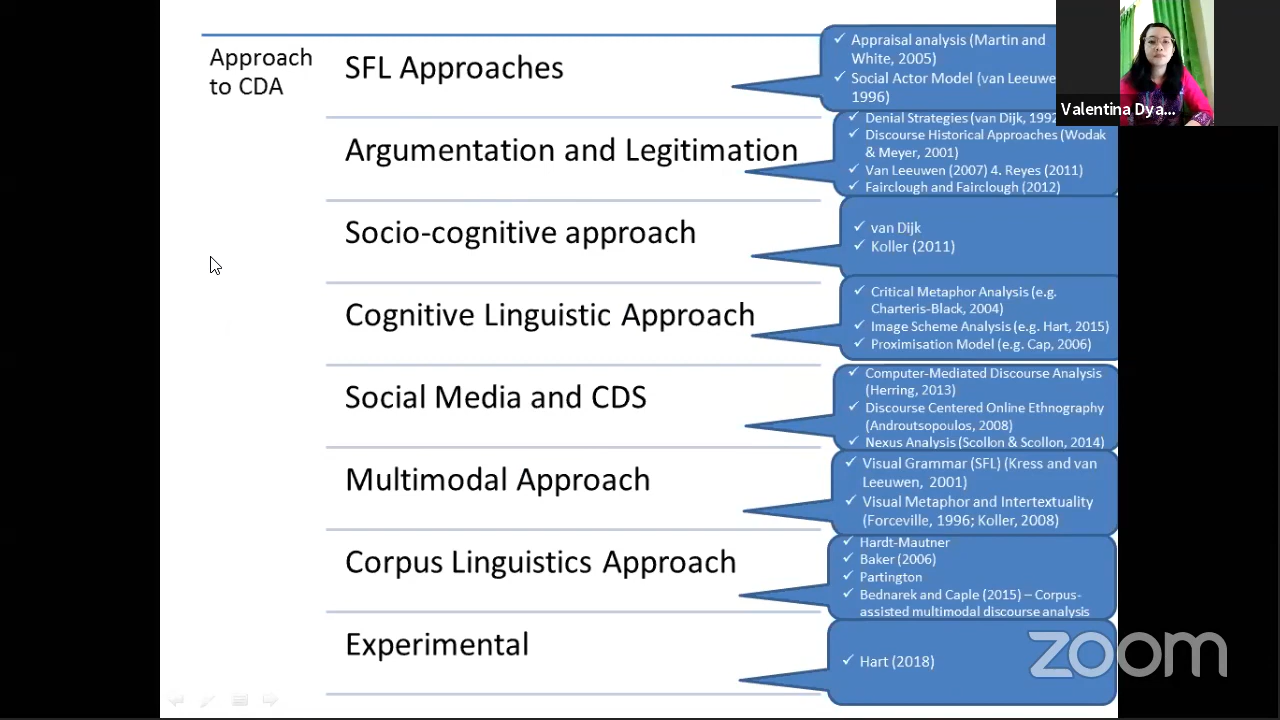 Approach
to CDA
SFL Approaches
✓ Appraisal analysis (Martin and
White, 2005)
✓ Social Actor Model (van Leeuwe
1996)
Argumentation and Legitimation
Denial Strategies (van Dijk, 1992
✓ Discourse Historical Approaches (Wodak
& Meyer, 2001)
✓ Van Leeuwen (2007) 4. Reyes (2011)
✓ Fairclough and Fairclough (2012)
Socio-cognitive approach
✓ van Dijk
✓ Koller (2011)
Cognitive Linguistic Approach
✓ Critical Metaphor Analysis (e.g.
Charteris-Black, 2004)
✓ Image Scheme Analysis (e.g. Hart, 2015)
✓ Proximisation Model (e.g. Cap, 2006)
Social Media and CDS
✓ Computer-Mediated Discourse Analysis
(Herring, 2013)
✓ Discourse Centered Online Ethnography
(Androutsopoulos, 2008)
✓ Nexus Analysis (Scollon & Scollon, 2014)
Multimodal Approach
✓ Visual Grammar (SFL) (Kress and van
Leeuwen, 2001)
✓ Visual Metaphor and Intertextuality
(Forceville, 1996; Koller, 2008)
Corpus Linguistics Approach
✓ Hardt-Mautner
✓ Baker (2006)
✓ Partington
✓ Bednarek and Caple (2015) – Corpus-
assisted multimodal discourse analysis
Experimental
✓ Hart (2018)
Valentina Dya...
zoom